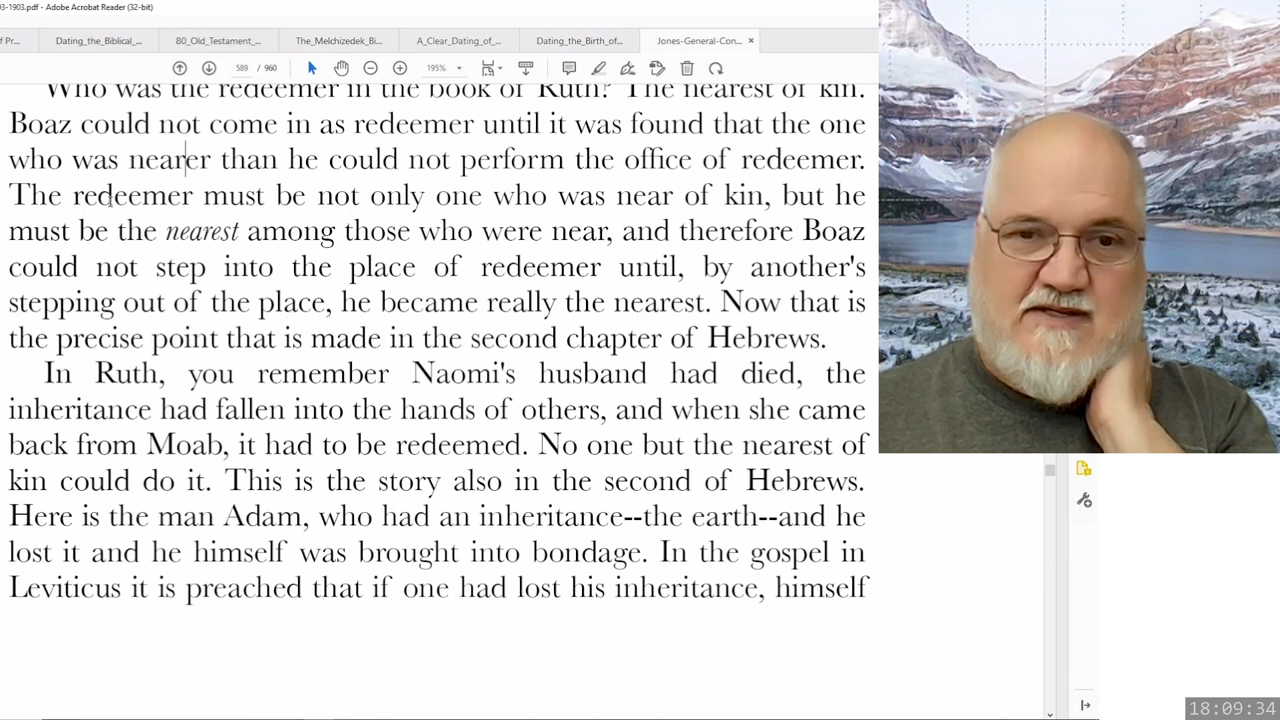 03-1903.pdf - Adobe Acrobat Reader (32-bit)
of Pr...
Dating_the_Biblical_...
80_Old_Testament_...
The_Melchizedek_Bi...
A_Clear_Dating_of_...
Dating_the_Birth_of...
Jones-General-Con...
589 / 960
195%
Who was the redeemer in the book of Ruth? The nearest of kin.
Boaz could not come in as redeemer until it was found that the one
who was nearer than he could not perform the office of redeemer.
The redeemer must be not only one who was near of kin, but he
must be the nearest among those who were near, and therefore Boaz
could not step into the place of redeemer until, by another's
stepping out of the place, he became really the nearest. Now that is
the precise point that is made in the second chapter of Hebrews.
In Ruth, you remember Naomi's husband had died, the
inheritance had fallen into the hands of others, and when she came
back from Moab, it had to be redeemed. No one but the nearest of
kin could do it. This is the story also in the second of Hebrews.
Here is the man Adam, who had an inheritance--the earth--and he
lost it and he himself was brought into bondage. In the gospel in
Leviticus it is preached that if one had lost his inheritance, himself
18:09:34